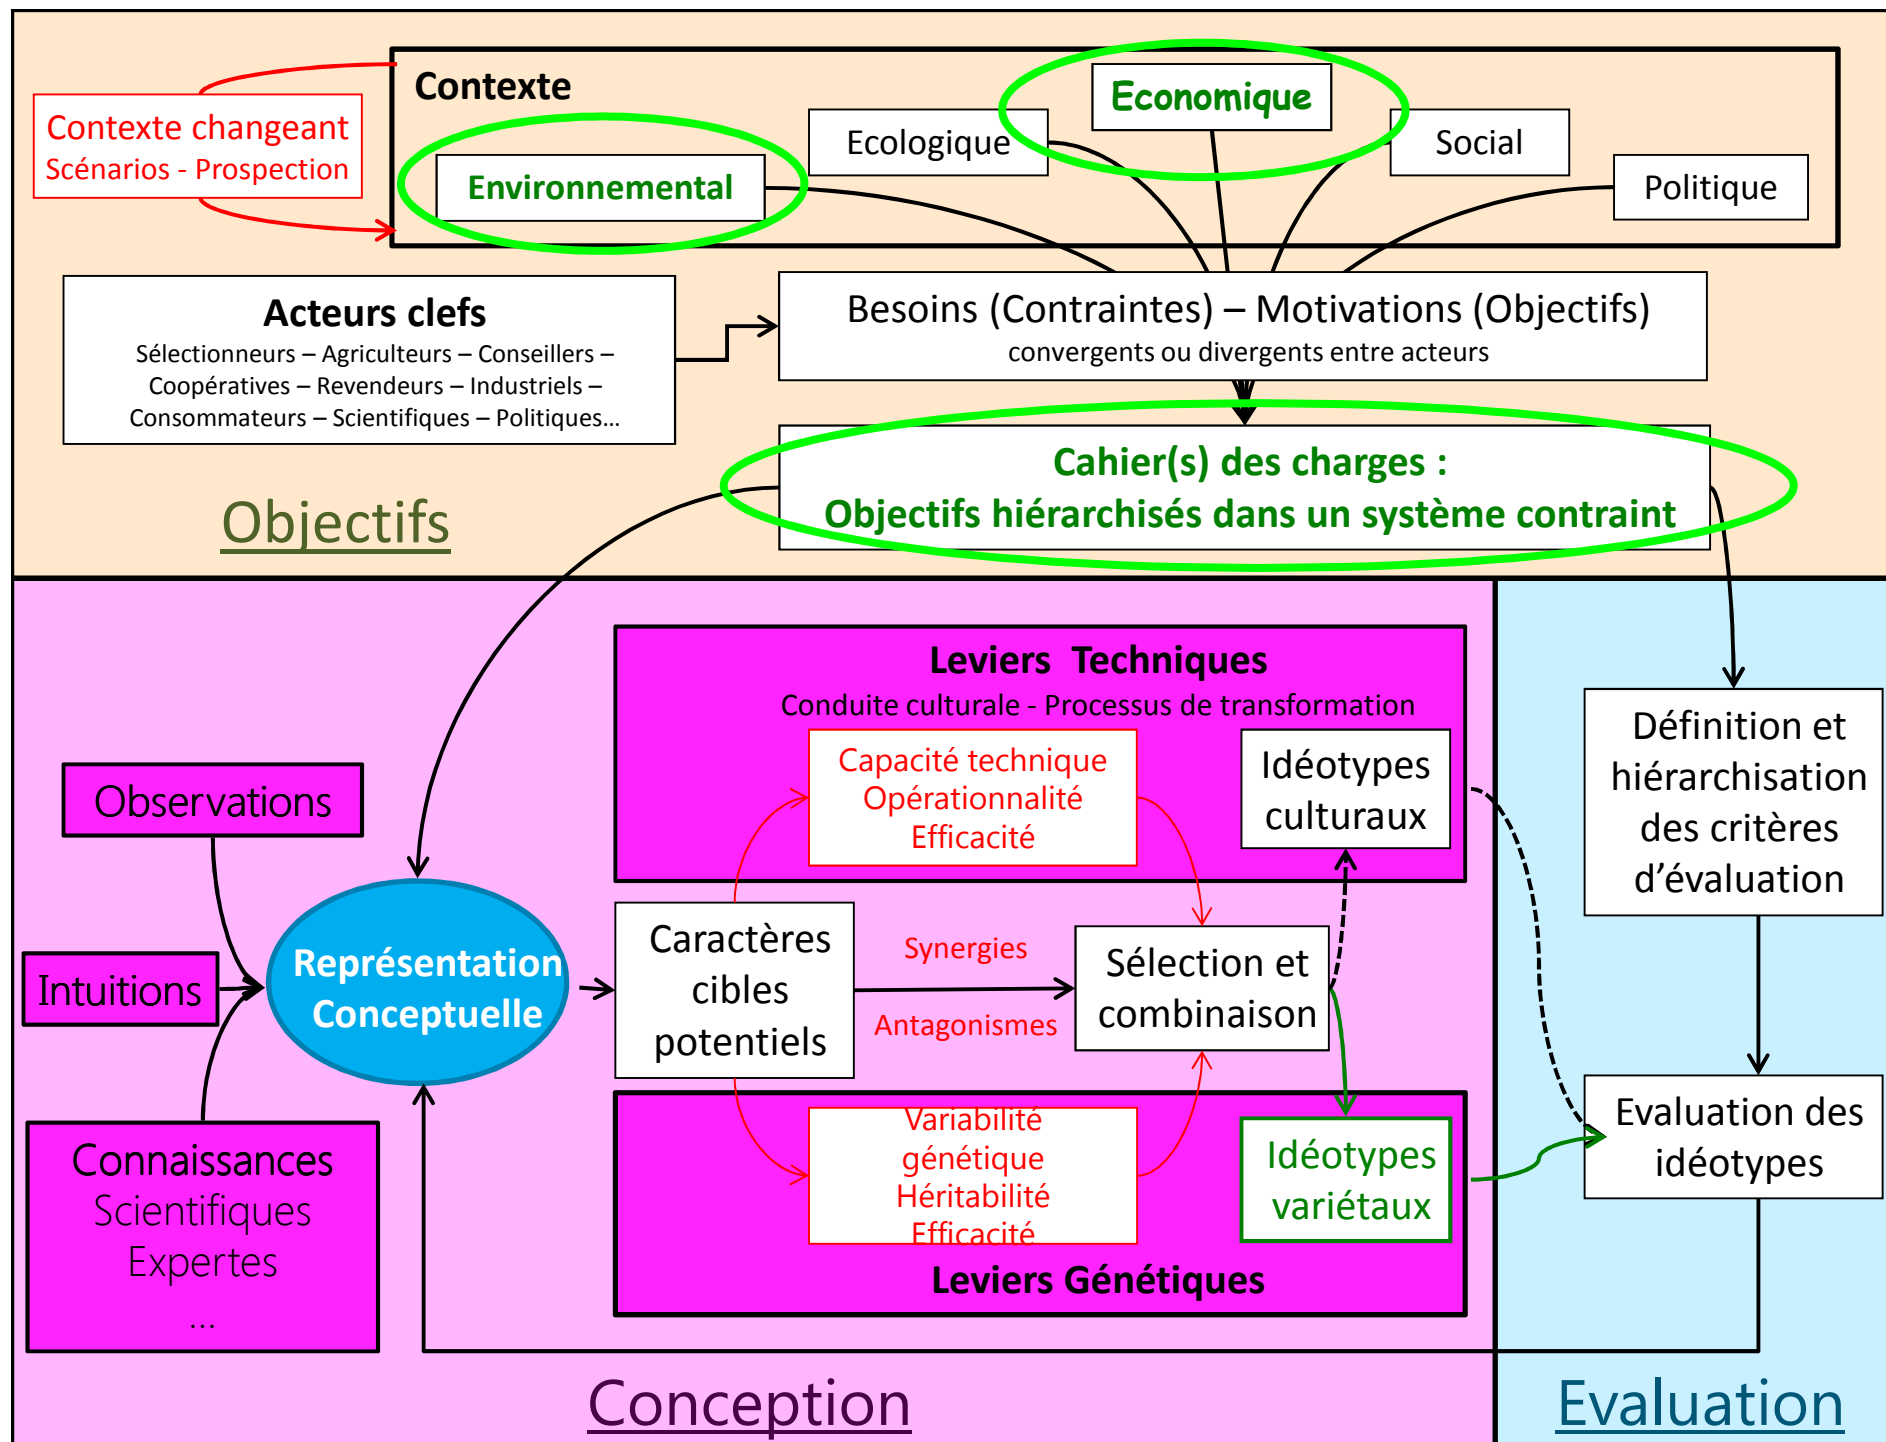 Contexte
Economique
Contexte changeant
Scénarios - Prospection
Ecologique
Social
Environnemental
Politique
Acteurs clefs
Sélectionneurs – Agriculteurs – Conseillers –
Coopératives – Revendeurs – Industriels –
Consommateurs – Scientifiques – Politiques…
Besoins (Contraintes) – Motivations (Objectifs)
convergents ou divergents entre acteurs
Cahier(s) des charges :
Objectifs hiérarchisés dans un système contraint
Objectifs
Leviers Techniques
Conduite culturale - Processus de transformation
Capacité technique
Opérationnalité
Efficacité
Idéotypes
culturaux
Définition et
hiérarchisation
des critères
d’évaluation
Observations
Intuitions
Connaissances
Scientifiques
Expertes
...
Représentation
Conceptuelle
Caractères
cibles
potentiels
Synergies
Antagonismes
Sélection et
combinaison
Variabilité
génétique
Héritabilité
Efficacité
Idéotypes
variétaux
Leviers Génétiques
Evaluation des
idéotypes
Conception
Evaluation